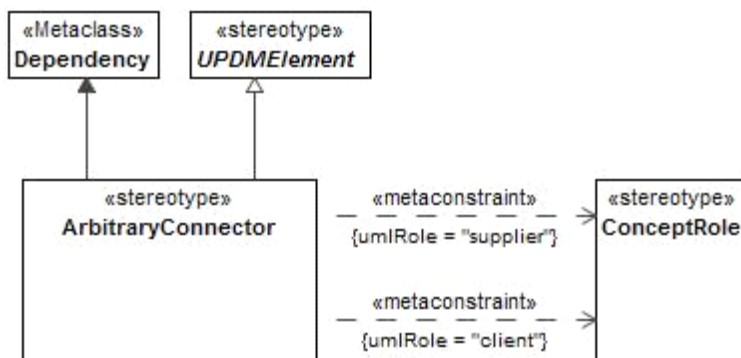 «Metaclass»
Dependency
«stereotype»
UPDMElement
«stereotype»
ArbitraryConnector
«metaconstraint»
{umlRole = "supplier"}
«metaconstraint»
{umlRole = "client"}
«stereotype»
ConceptRole